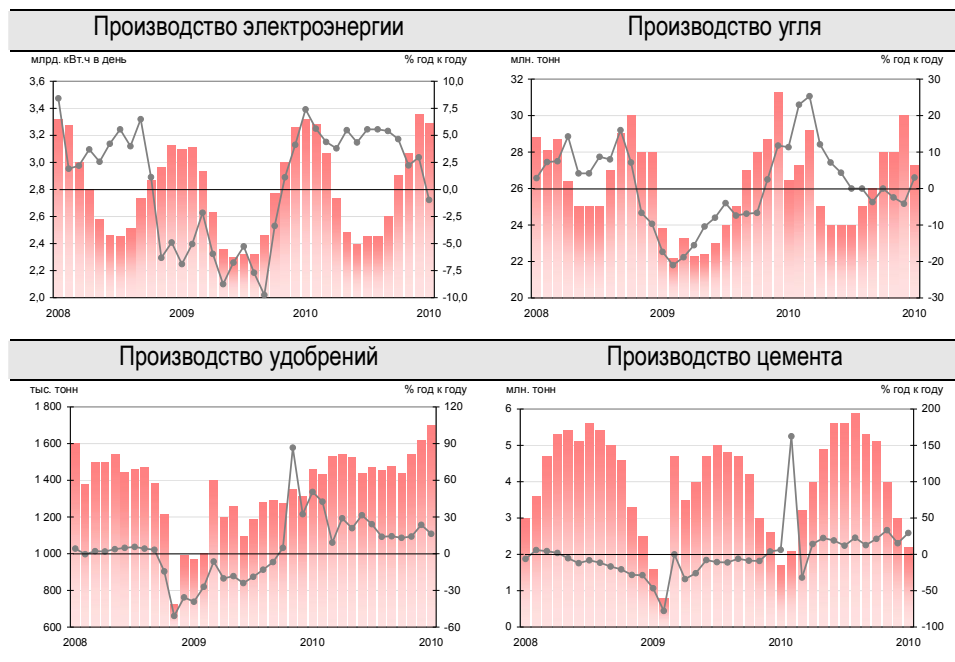 Производство электроэнергии
млрд. кВт.ч в день % год к году
3,6 10,0
3,4 7,5
3,2 5,0
3,0 2,5
2,8 0,0
2,6 -2,5
2,4 -5,0
2,2 -7,5
2,0 -10,0
2008 2009 2010 2010
Производство угля
млн. тонн % год к году
32 30
30 20
28 10
26 0
24 -10
22 -20
20 -30
2008 2009 2010 2010
Производство удобрений
тыс. тонн % год к году
1 800 120
1 600 90
1 400 60
1 200 30
1 000 0
800 -30
600 -60
2008 2009 2010 2010
Производство цемента
млн. тонн % год к году
6 200
5 150
4 100
3 50
2 0
1 -50
0 -100
2008 2009 2010 2010